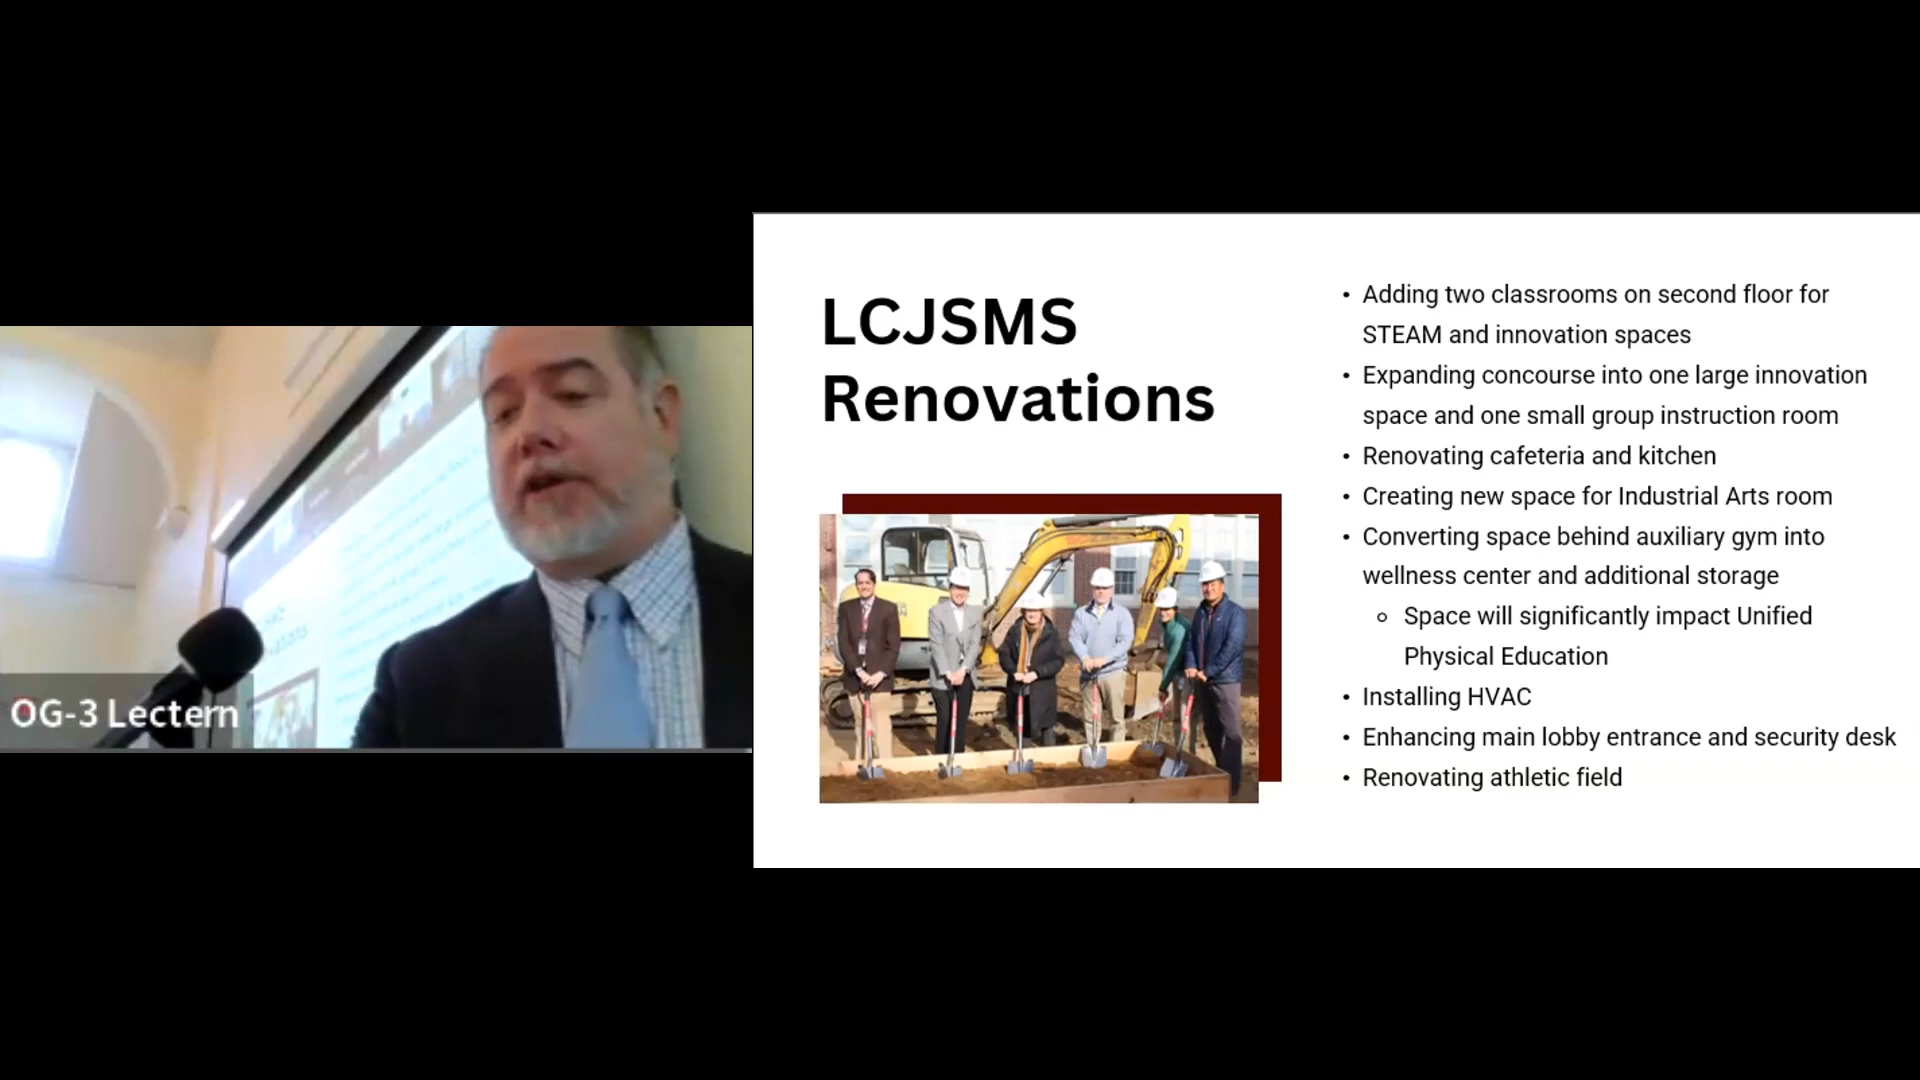 OG-3 Lectern
LCJSMS
Renovations
• Adding two classrooms on second floor for
STEAM and innovation spaces
• Expanding concourse into one large innovation
space and one small group instruction room
• Renovating cafeteria and kitchen
• Creating new space for Industrial Arts room
• Converting space behind auxiliary gym into
wellness center and additional storage
○ Space will significantly impact Unified
Physical Education
• Installing HVAC
• Enhancing main lobby entrance and security desk
• Renovating athletic field